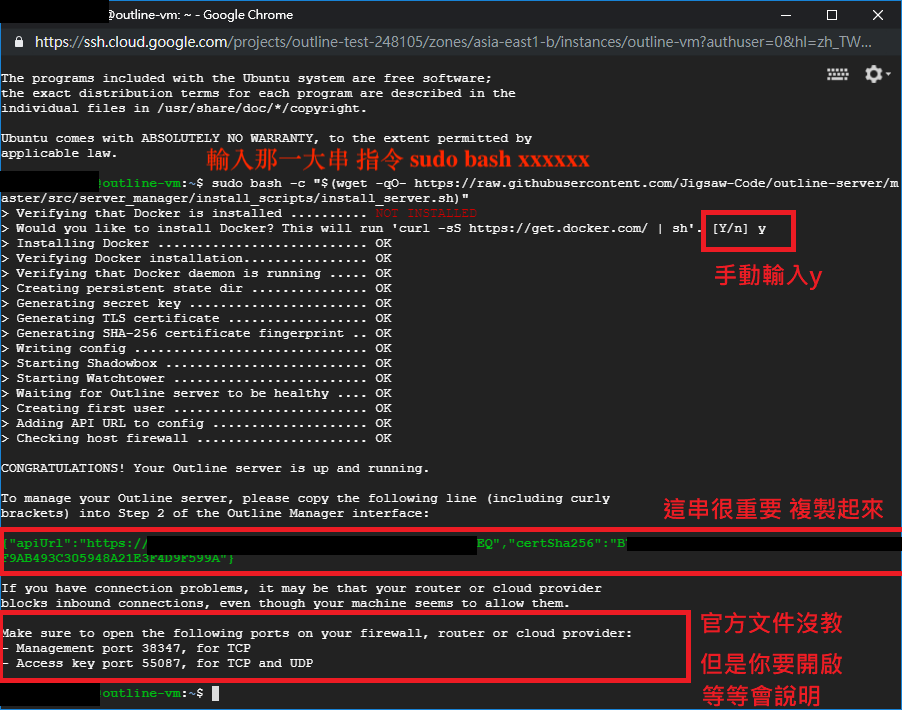 @outline-vm: ~ - Google Chrome
https://ssh.cloud.google.com/projects/outline-test-248105/zones/asia-east1-b/instances/outline-vm?authuser=0&hl=zh_TW...
The programs included with the Ubuntu system are free software;
the exact distribution terms for each program are described in the
individual files in /usr/share/doc/*/copyright.
Ubuntu comes with ABSOLUTELY NO WARRANTY, to the extent permitted by
applicable law.
輸入那一大串 指令 sudo bash xxxxxx
@outline-vm:~$ sudo bash -c "$(wget -qO- https://raw.githubusercontent.com/Jigsaw-Code/outline-server/m
aster/src/server_manager/install_scripts/install_server.sh)"
> Verifying that Docker is installed .......... NOT INSTALLED
> Would you like to install Docker? This will run 'curl -sS https://get.docker.com/ | sh'. [Y/n] y
手動輸入y
> Installing Docker ........................... OK
> Verifying Docker installation................ OK
> Verifying that Docker daemon is running ..... OK
> Creating persistent state dir ............... OK
> Generating secret key ....................... OK
> Generating TLS certificate .................. OK
> Generating SHA-256 certificate fingerprint .. OK
> Writing config .............................. OK
> Starting Shadowbox .......................... OK
> Starting Watchtower ......................... OK
> Waiting for Outline server to be healthy .... OK
> Creating first user ......................... OK
> Adding API URL to config .................... OK
> Checking host firewall ...................... OK
CONGRATULATIONS! Your Outline server is up and running.
To manage your Outline server, please copy the following line (including curly
brackets) into Step 2 of the Outline Manager interface:
這串很重要 複製起來
{"apiUrl":"https://EQ","certSha256":"B
F9AB493C305948A21E3F4D9F599A"}
If you have connection problems, it may be that your router or cloud provider
blocks inbound connections, even though your machine seems to allow them.
Make sure to open the following ports on your firewall, router or cloud provider:
- Management port 38347, for TCP
- Access key port 55087, for TCP and UDP
官方文件沒教
但是你要開啟
等等會說明
@outline-vm:~$